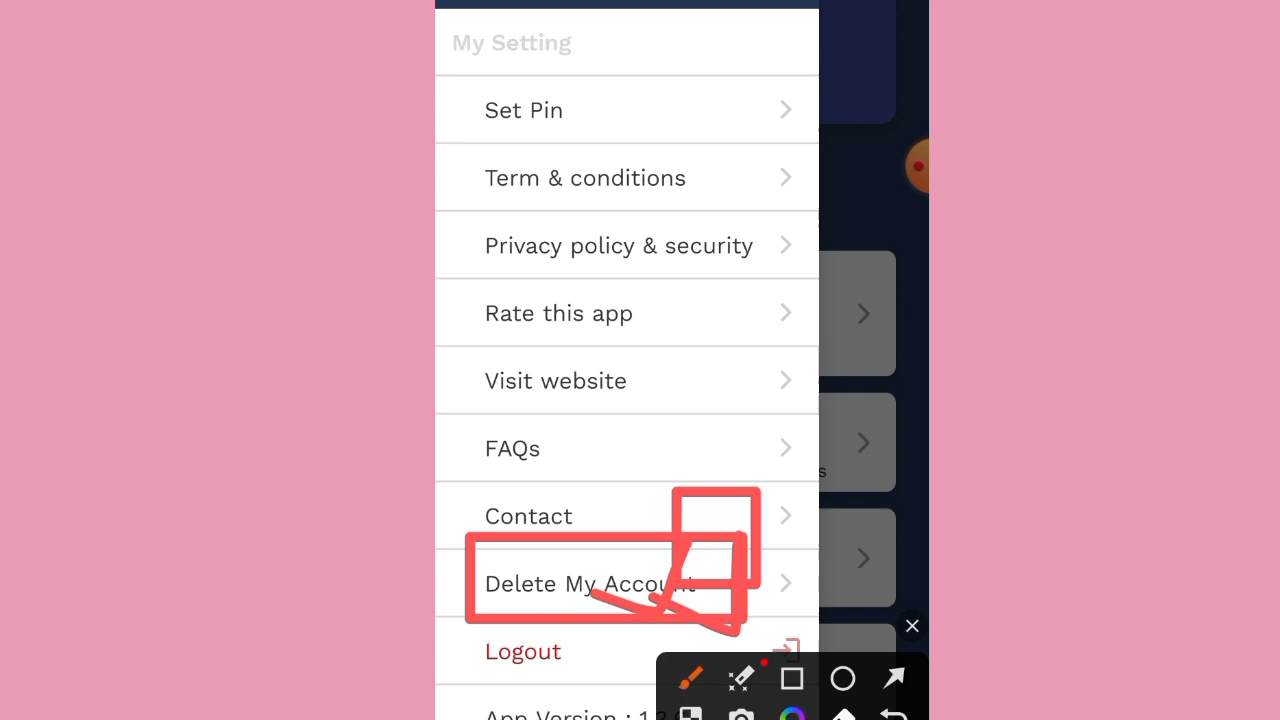 My Setting
Set Pin
Term & conditions
Privacy policy & security
Rate this app
Visit website
FAQs
s
Contact
Delete My Account
Logout
App Version : 1.